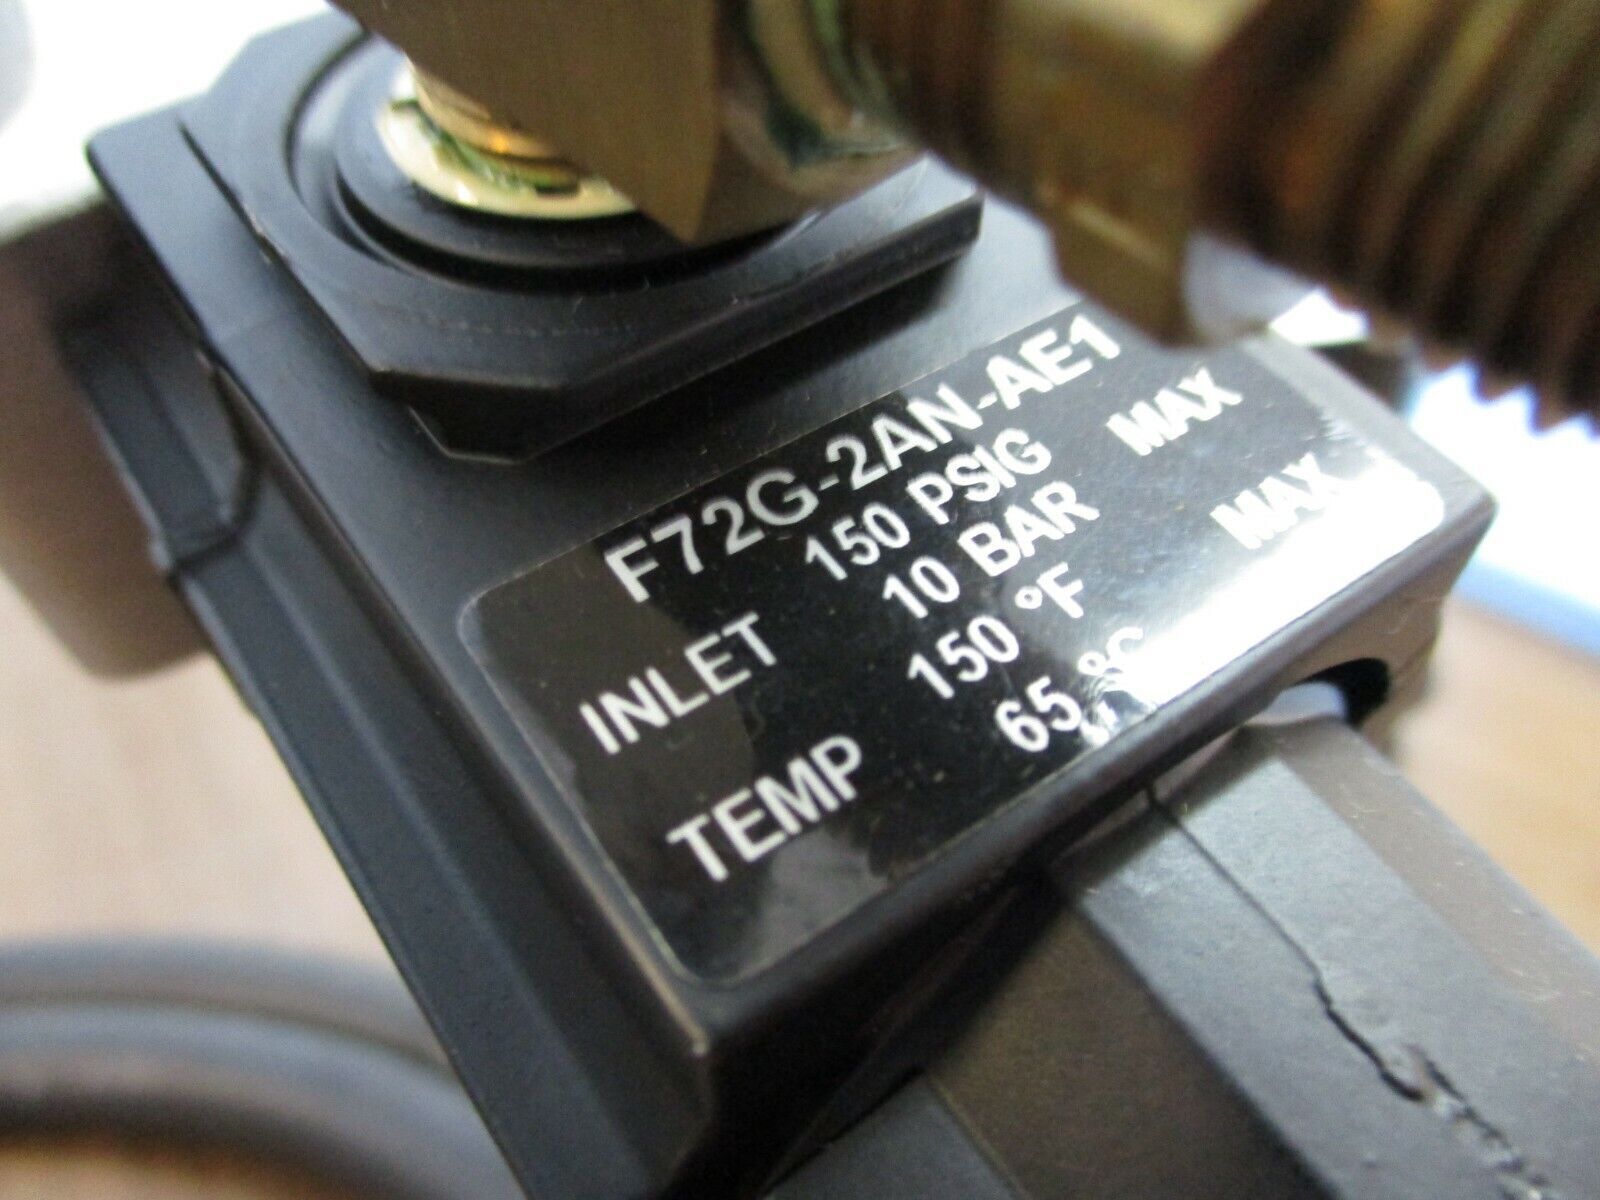 F72G-2AN-AE1
INLET 150 PSIG MAX
10 BAR
TEMP 150 °F MAX
65 °C